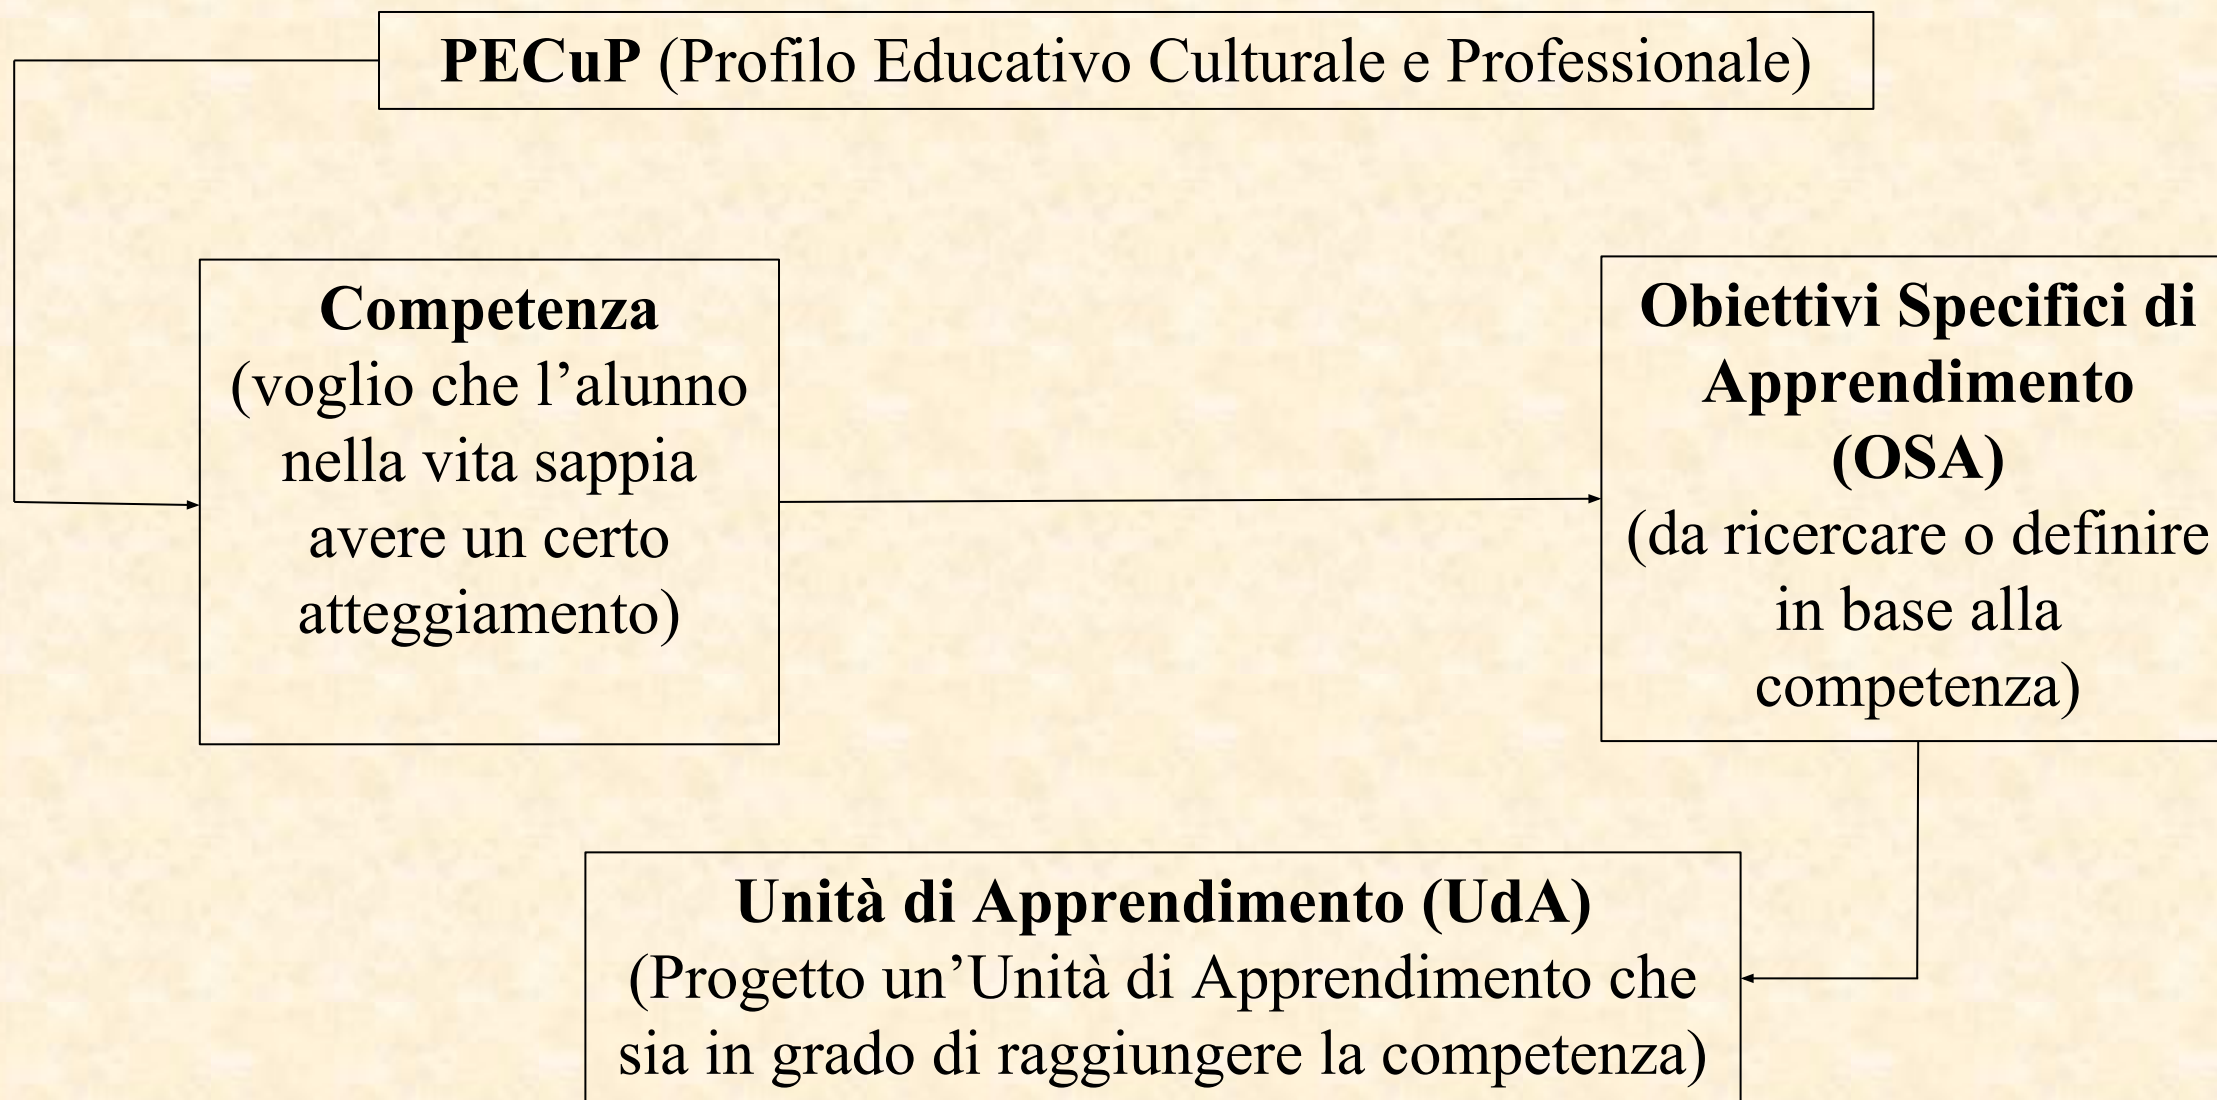 PECuP (Profilo Educativo Culturale e Professionale)
Competenza
(voglio che l’alunno
nella vita sappia
avere un certo
atteggiamento)
Obiettivi Specifici di
Apprendimento
(OSA)
(da ricercare o definire
in base alla
competenza)
Unità di Apprendimento (UdA)
(Progetto un’Unità di Apprendimento che
sia in grado di raggiungere la competenza)